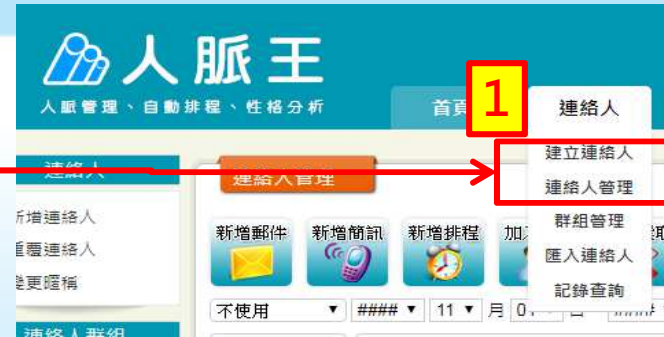 人脈王
人脈管理、自動排程、性格分析
首頁
1
連絡人
建立連絡人
連絡人管理
群組管理
匯入連絡人
記錄查詢
連絡人
新增連絡人
重覆連絡人
變更暱稱
連絡人群組
連絡人管理
新增郵件 新增簡訊 新增排程 加入
不使用 ▼ #### ▼ 11 ▼ 月 01